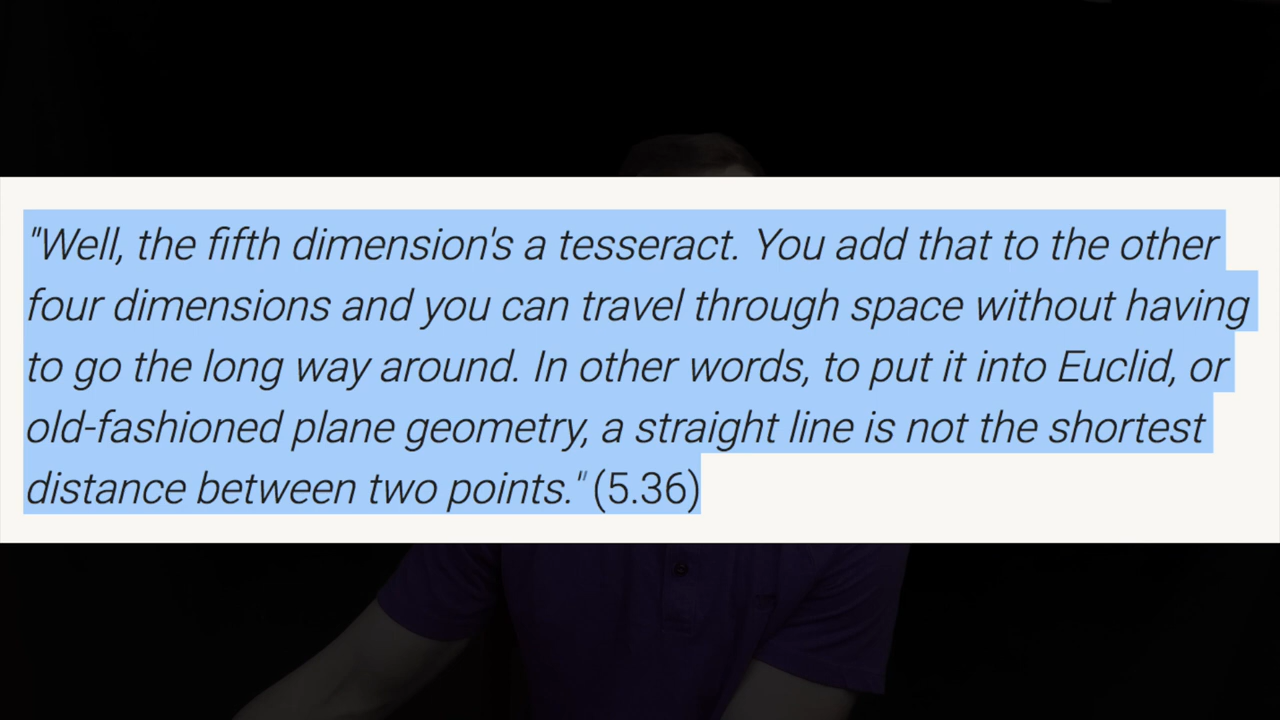 "Well, the fifth dimension's a tesseract. You add that to the other
four dimensions and you can travel through space without having
to go the long way around. In other words, to put it into Euclid, or
old-fashioned plane geometry, a straight line is not the shortest
distance between two points." (5.36)